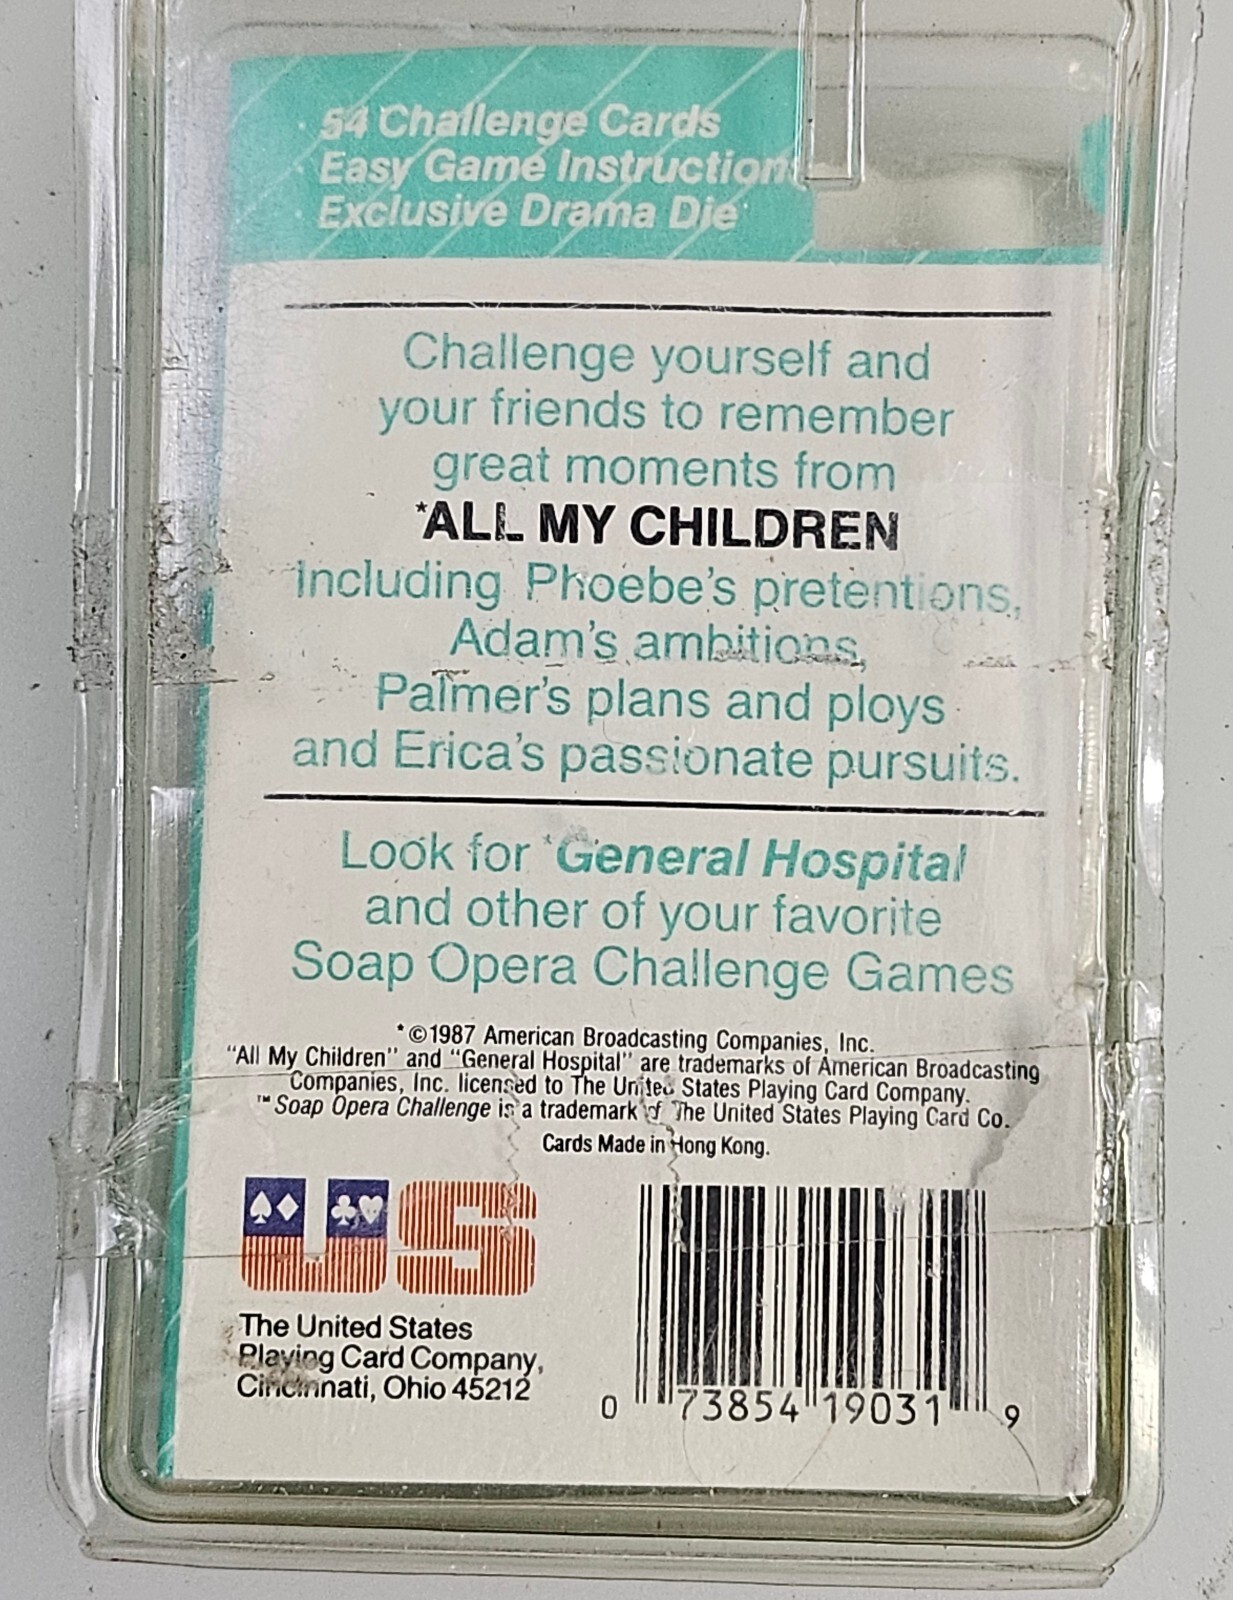 54 Challenge Cards
Easy Game Instructions
Exclusive Drama Die
Challenge yourself and
your friends to remember
great moments from
*ALL MY CHILDREN
Including Phoebe's pretentions,
Adam's ambitions,
Palmer's plans and ploys
and Erica's passionate pursuits.
Look for *General Hospital
and other of your favorite
Soap Opera Challenge Games
*©1987 American Broadcasting Companies, Inc.
"All My Children" and "General Hospital" are trademarks of American Broadcasting
Companies, Inc. licensed to The United States Playing Card Company.
™Soap Opera Challenge is a trademark of The United States Playing Card Co.
Cards Made in Hong Kong.
US
The United States
Playing Card Company,
Cincinnati, Ohio 45212
0 73854 19031 9